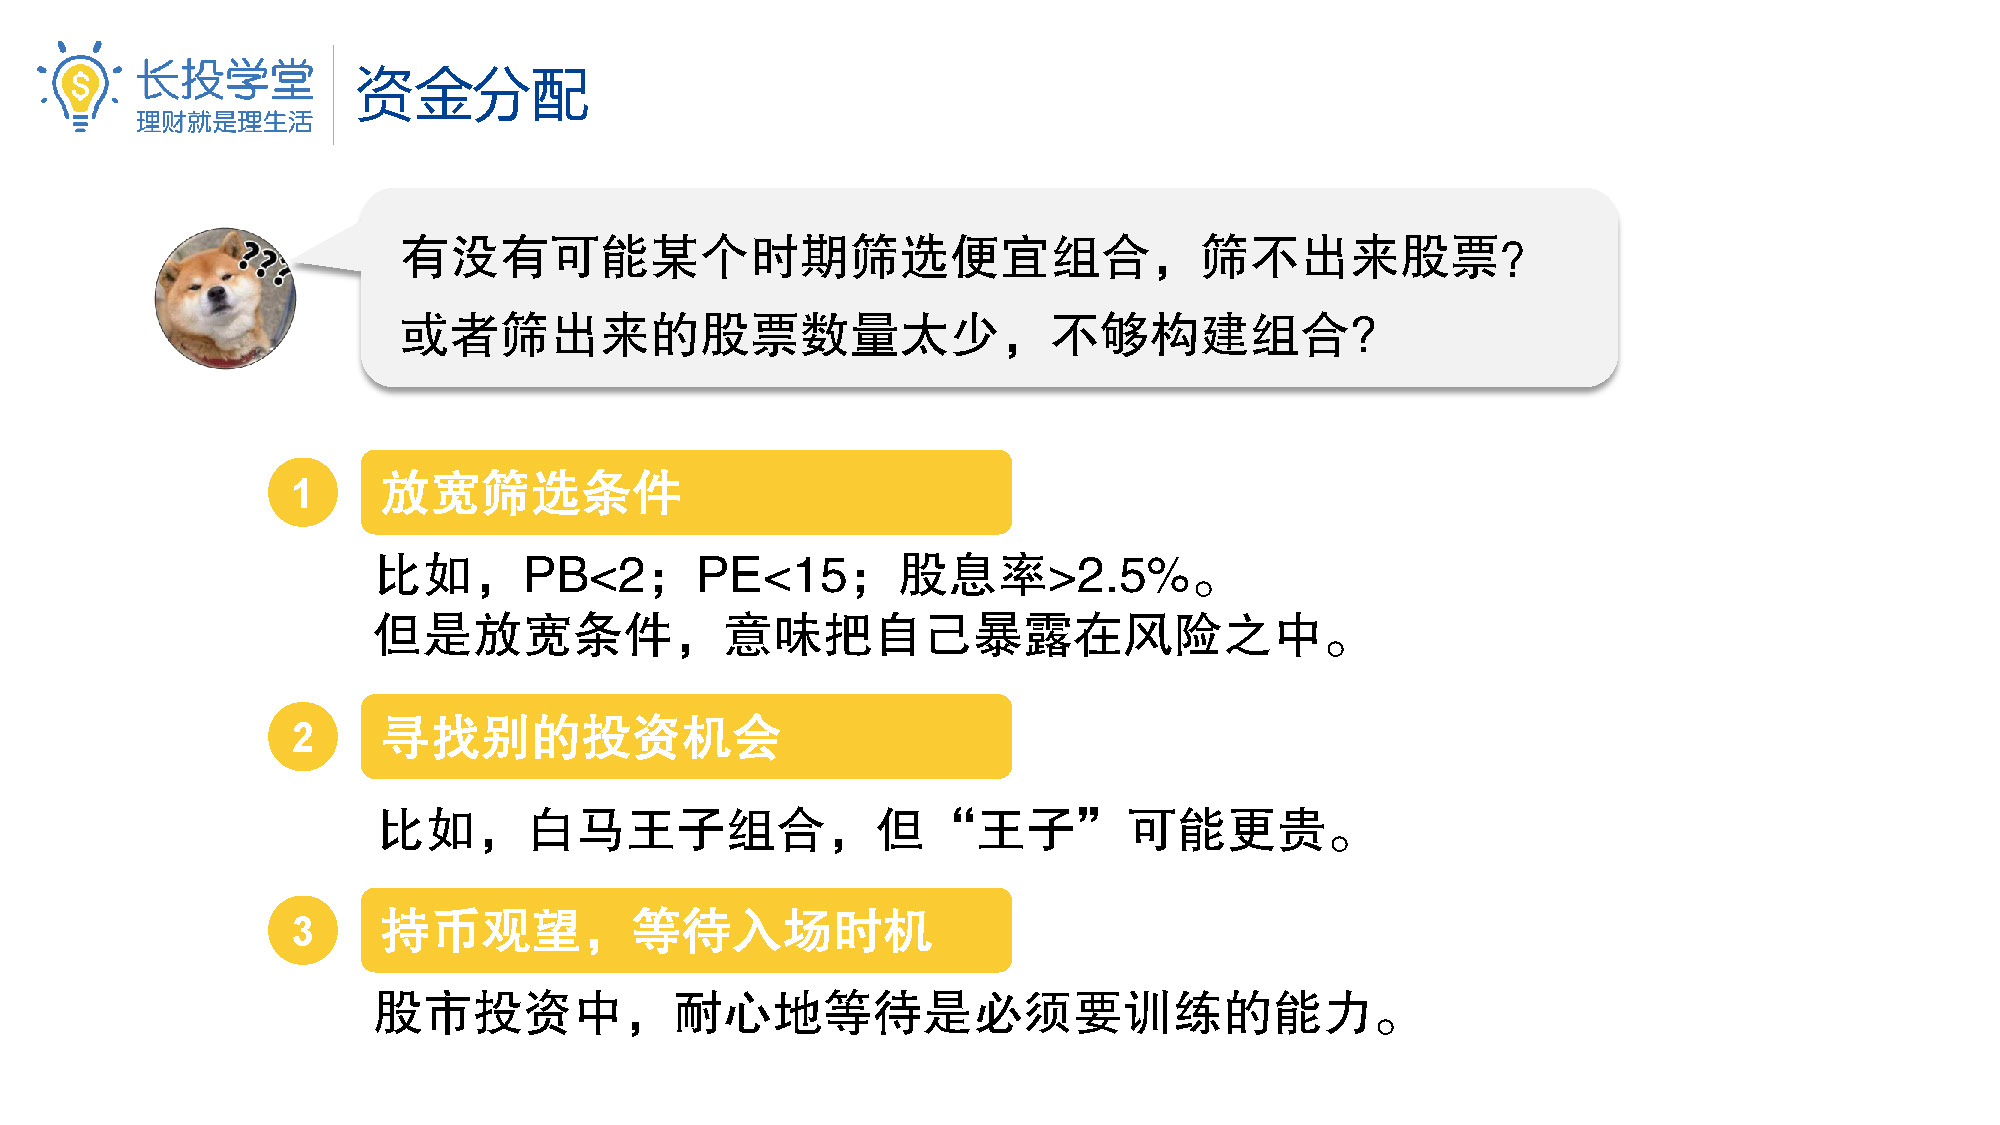 长投学堂
理财就是理生活
资金分配
???
有没有可能某个时期筛选便宜组合，筛不出来股票?
或者筛出来的股票数量太少，不够构建组合?
1
放宽筛选条件
比如，PB<2；PE<15；股息率>2.5%。
但是放宽条件，意味把自己暴露在风险之中。
2
寻找别的投资机会
比如，白马王子组合，但“王子”可能更贵。
3
持币观望，等待入场时机
股市投资中，耐心地等待是必须要训练的能力。